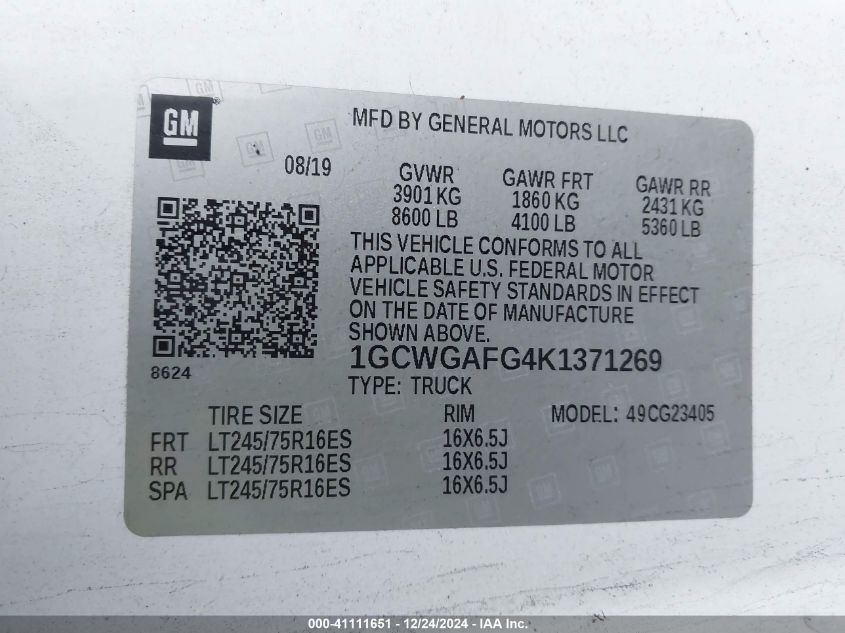 GM
MFD BY GENERAL MOTORS LLC
08/19
GVWR GAWR FRT GAWR RR
3901 KG 1860 KG 2431 KG
8600 LB 4100 LB 5360 LB
THIS VEHICLE CONFORMS TO ALL
APPLICABLE U.S. FEDERAL MOTOR
VEHICLE SAFETY STANDARDS IN EFFECT
ON THE DATE OF MANUFACTURE
SHOWN ABOVE.
8624
1GCWGAFG4K1371269
TYPE: TRUCK
TIRE SIZE RIM MODEL: 49CG23405
FRT LT245/75R16ES 16X6.5J
RR LT245/75R16ES 16X6.5J
SPA LT245/75R16ES 16X6.5J
000-41111651 - 12/24/2024 - IAA, Inc.